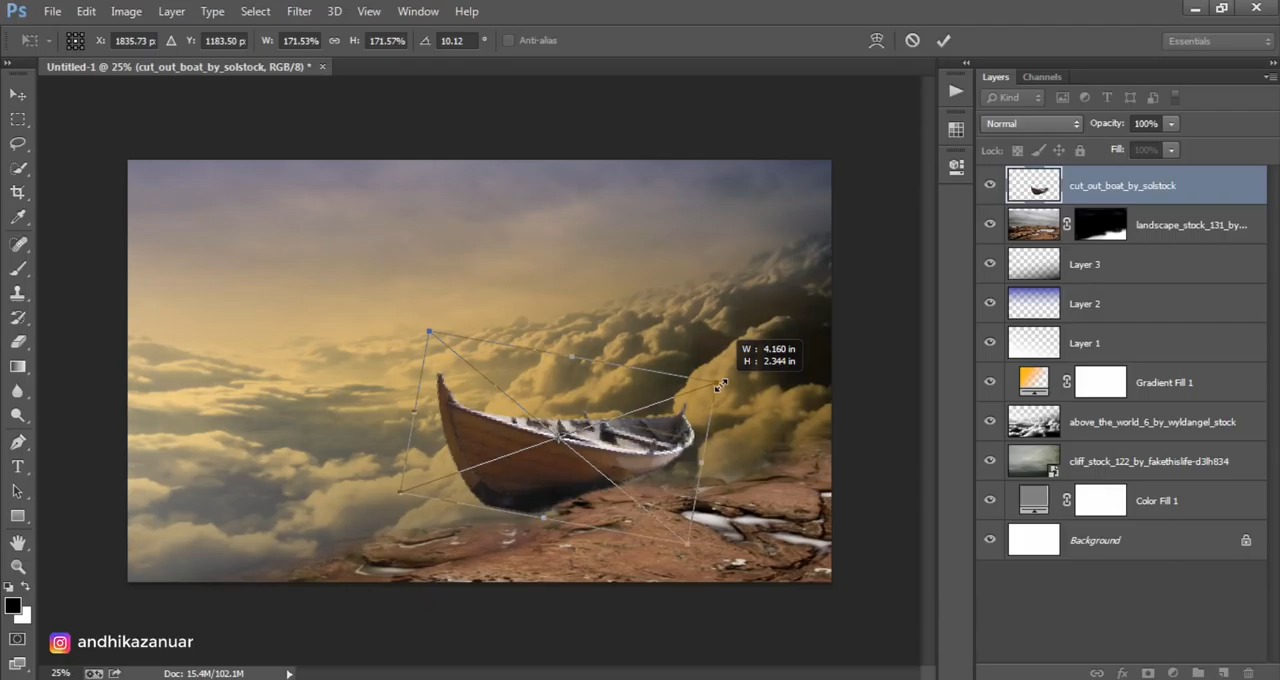 Ps File Edit Image Layer Type Select Filter 3D View Window Help
X: 1835.73 p Y: 1183.50 p W: 171.53% H: 171.57% 10.12 ° Anti-alias Essentials
Untitled-1 @ 25% (cut_out_boat_by_solstock, RGB/8) * ×
Layers Channels
Kind
Normal Opacity: 100%
Lock: Fill: 100%
cut_out_boat_by_solstock
landscape_stock_131_by...
Layer 3
Layer 2
Layer 1
Gradient Fill 1
above_the_world_6_by_wyldangel_stock
cliff_stock_122_by_fakethislife-d3lh834
Color Fill 1
Background
W : 4.160 in
H : 2.344 in
andhikazanuar
25% Doc: 15.4M/102.1M